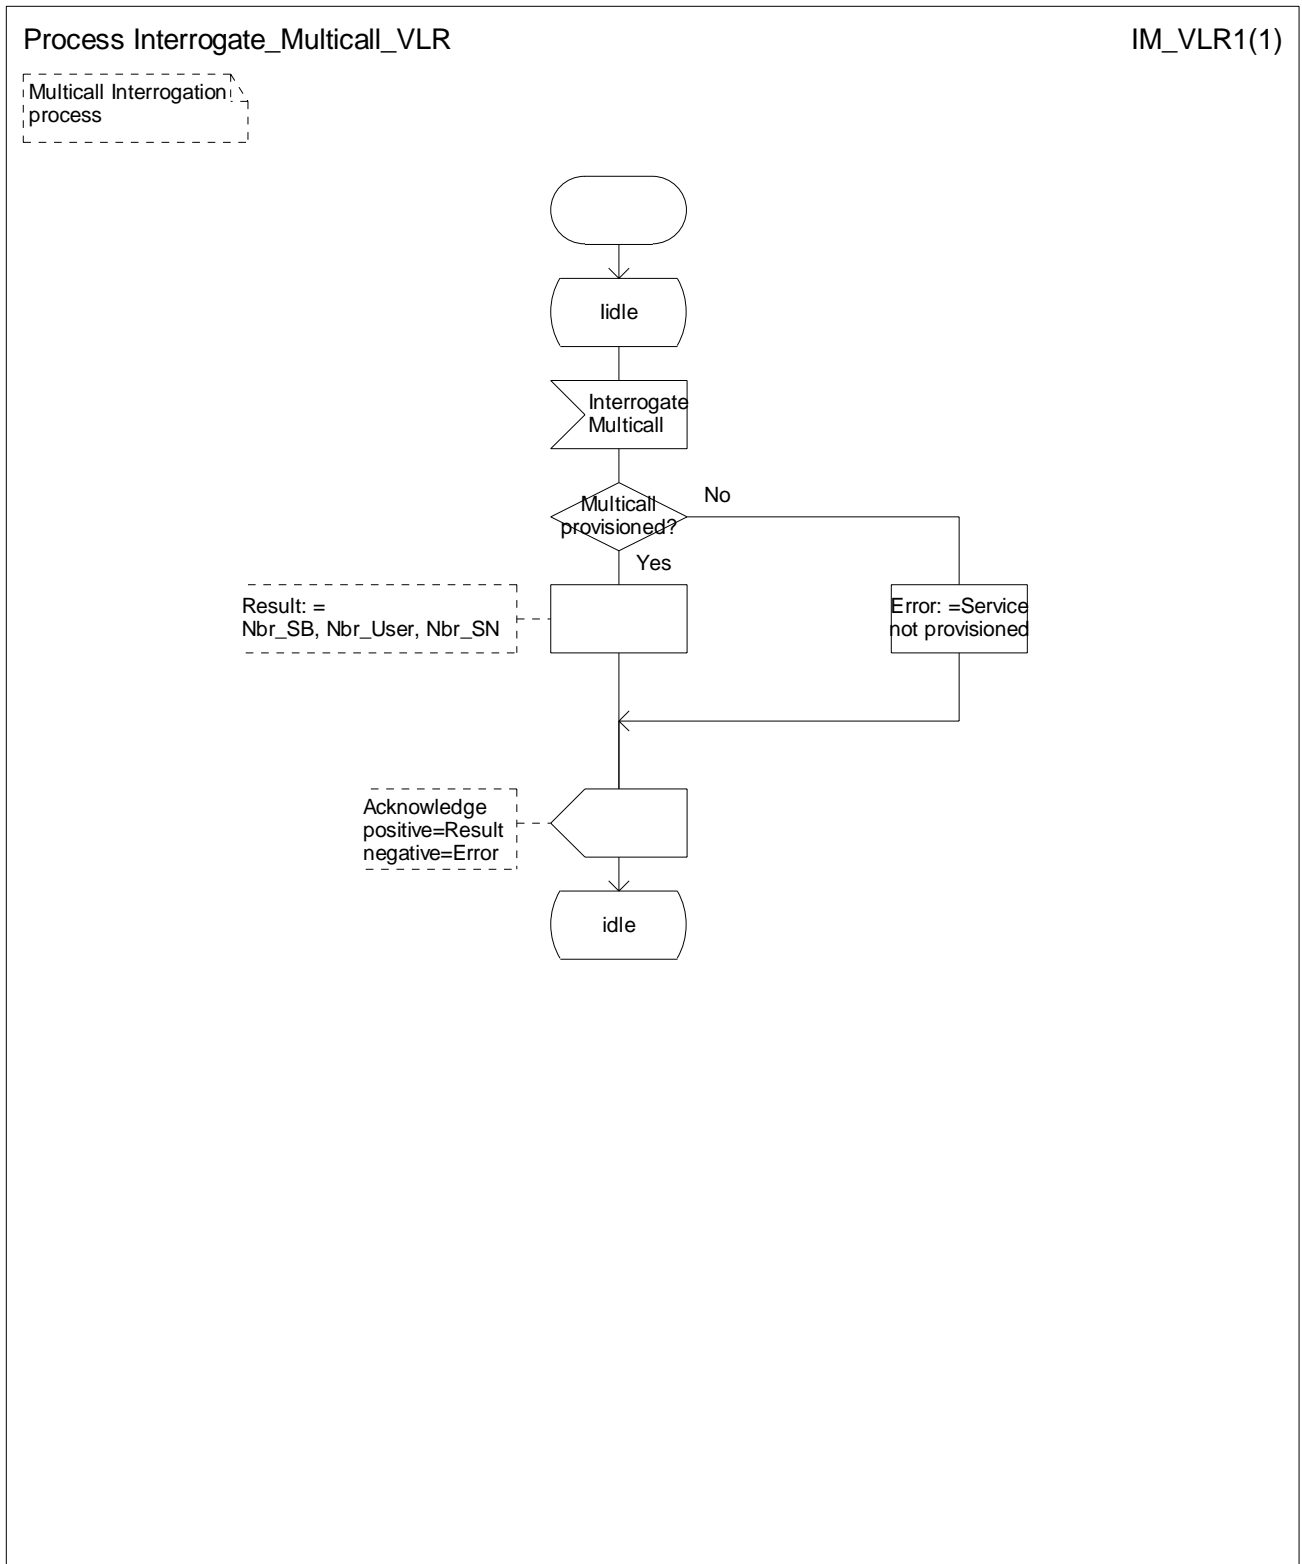 Process Interrogate_Multicall_VLR
IM_VLR1(1)
Multicall Interrogation
process
Iidle
Interrogate
Multicall
Multicall
provisioned?
No
Yes
Result: =
Nbr_SB, Nbr_User, Nbr_SN
Error: =Service
not provisioned
Acknowledge
positive=Result
negative=Error
idle